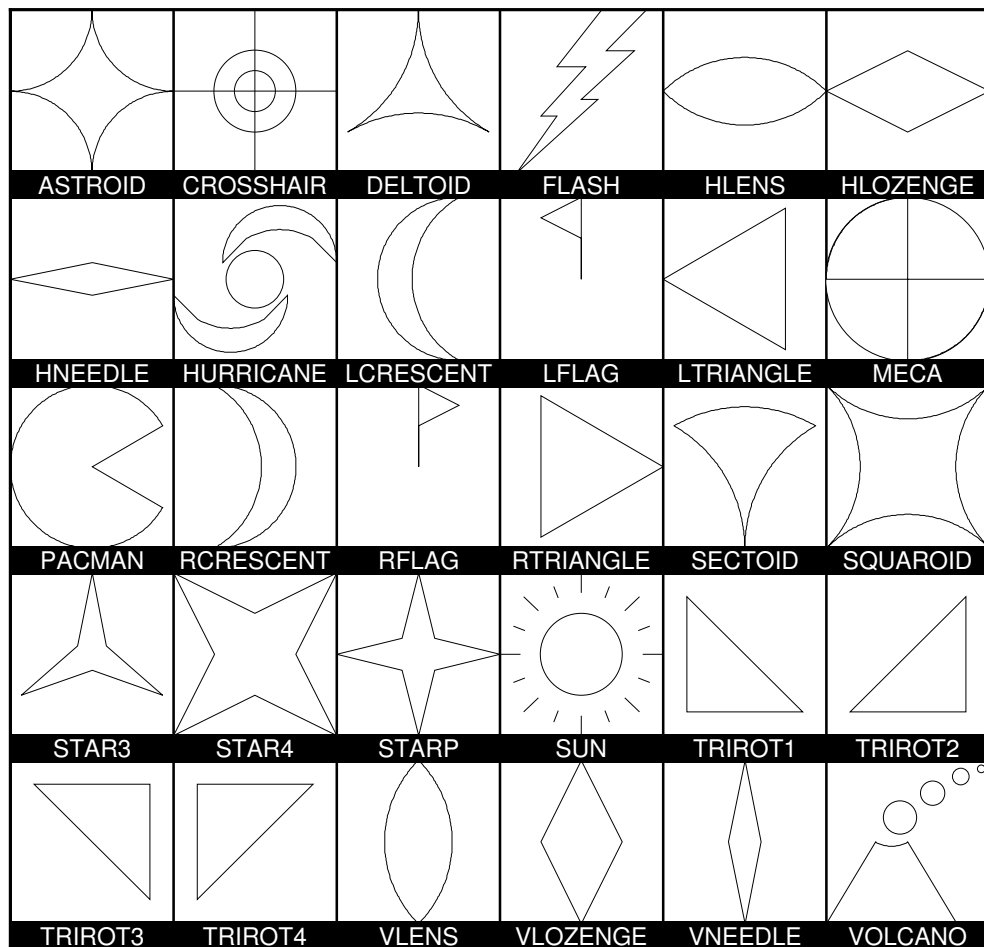 ASTROID CROSSHAIR DELTOID FLASH HLENS HLOZENGE
HNEEDLE HURRICANE LCRESCENT LFLAG LTRIANGLE MECA
PACMAN RCRESCENT RFLAG RTRIANGLE SECTOID SQUAROID
STAR3 STAR4 STARP SUN TRIROT1 TRIROT2
TRIROT3 TRIROT4 VLENS VLOZENGE VNEEDLE VOLCANO